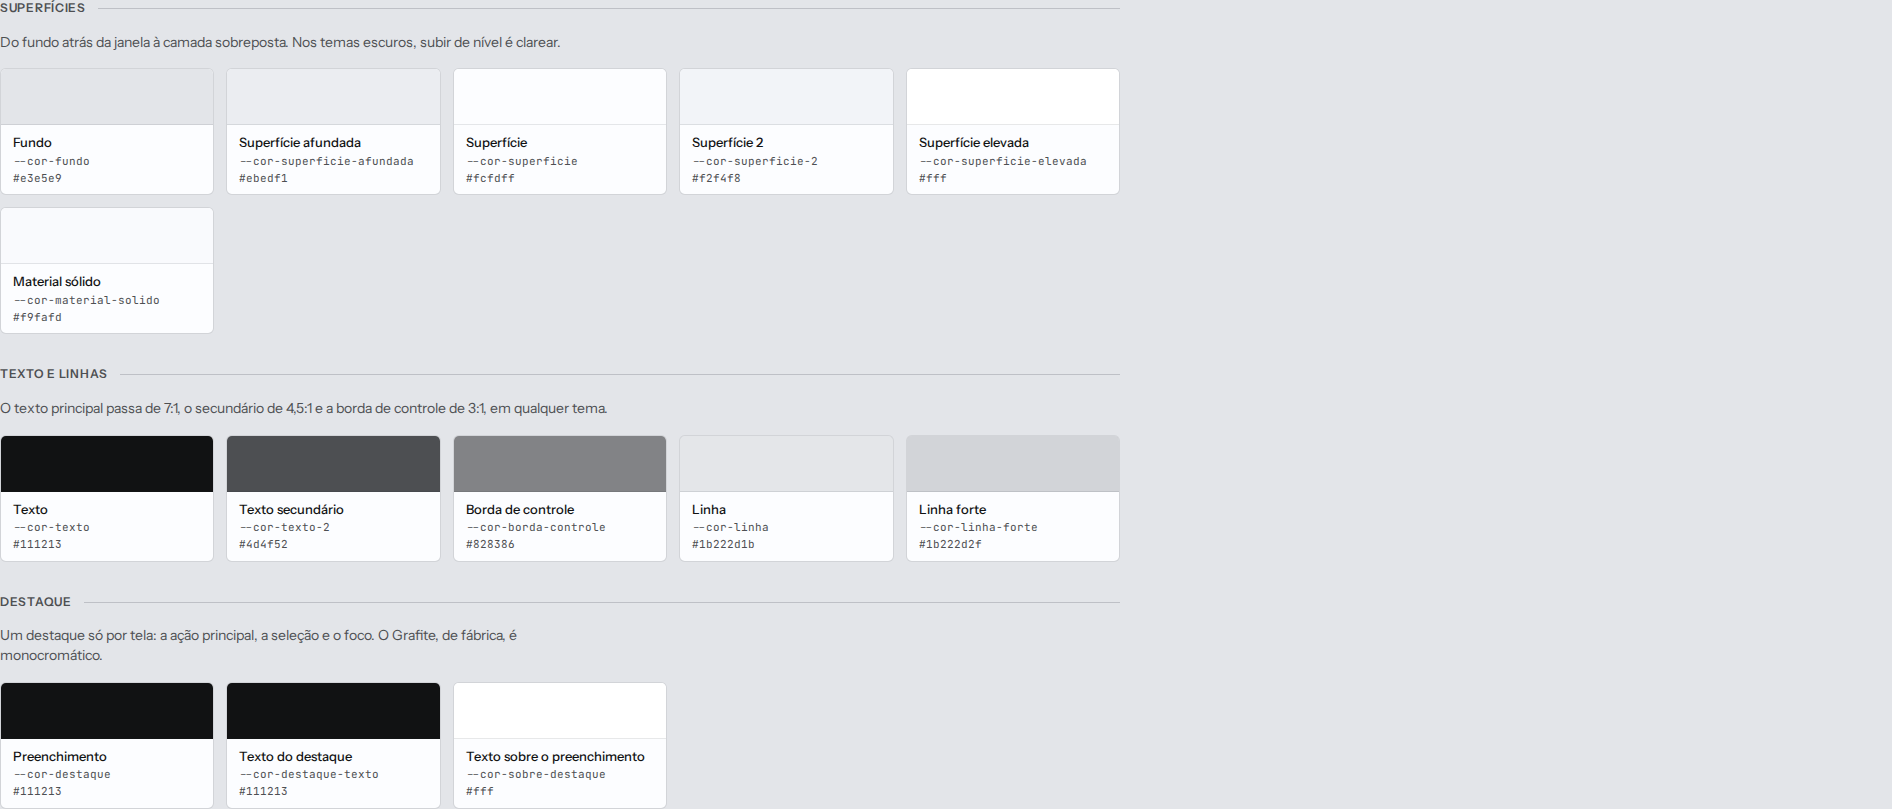 SUPERFÍCIES
Do fundo atrás da janela à camada sobreposta. Nos temas escuros, subir de nível é clarear.
Fundo
--cor-fundo
#e3e5e9
Superfície afundada
--cor-superficie-afundada
#ebedf1
Superfície
--cor-superficie
#fcfdff
Superfície 2
--cor-superficie-2
#f2f4f8
Superfície elevada
--cor-superficie-elevada
#fff
Material sólido
--cor-material-solido
#f9fafd
TEXTO E LINHAS
O texto principal passa de 7:1, o secundário de 4,5:1 e a borda de controle de 3:1, em qualquer tema.
Texto
--cor-texto
#111213
Texto secundário
--cor-texto-2
#4d4f52
Borda de controle
--cor-borda-controle
#828386
Linha
--cor-linha
#1b222d1b
Linha forte
--cor-linha-forte
#1b222d2f
DESTAQUE
Um destaque só por tela: a ação principal, a seleção e o foco. O Grafite, de fábrica, é
monocromático.
Preenchimento
--cor-destaque
#111213
Texto do destaque
--cor-destaque-texto
#111213
Texto sobre o preenchimento
--cor-sobre-destaque
#fff